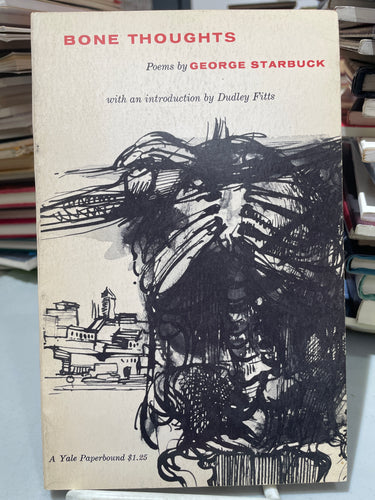 BONE THOUGHTS
Poems by GEORGE STARBUCK
with an introduction by Dudley Fitts
A Yale Paperbound $1.25